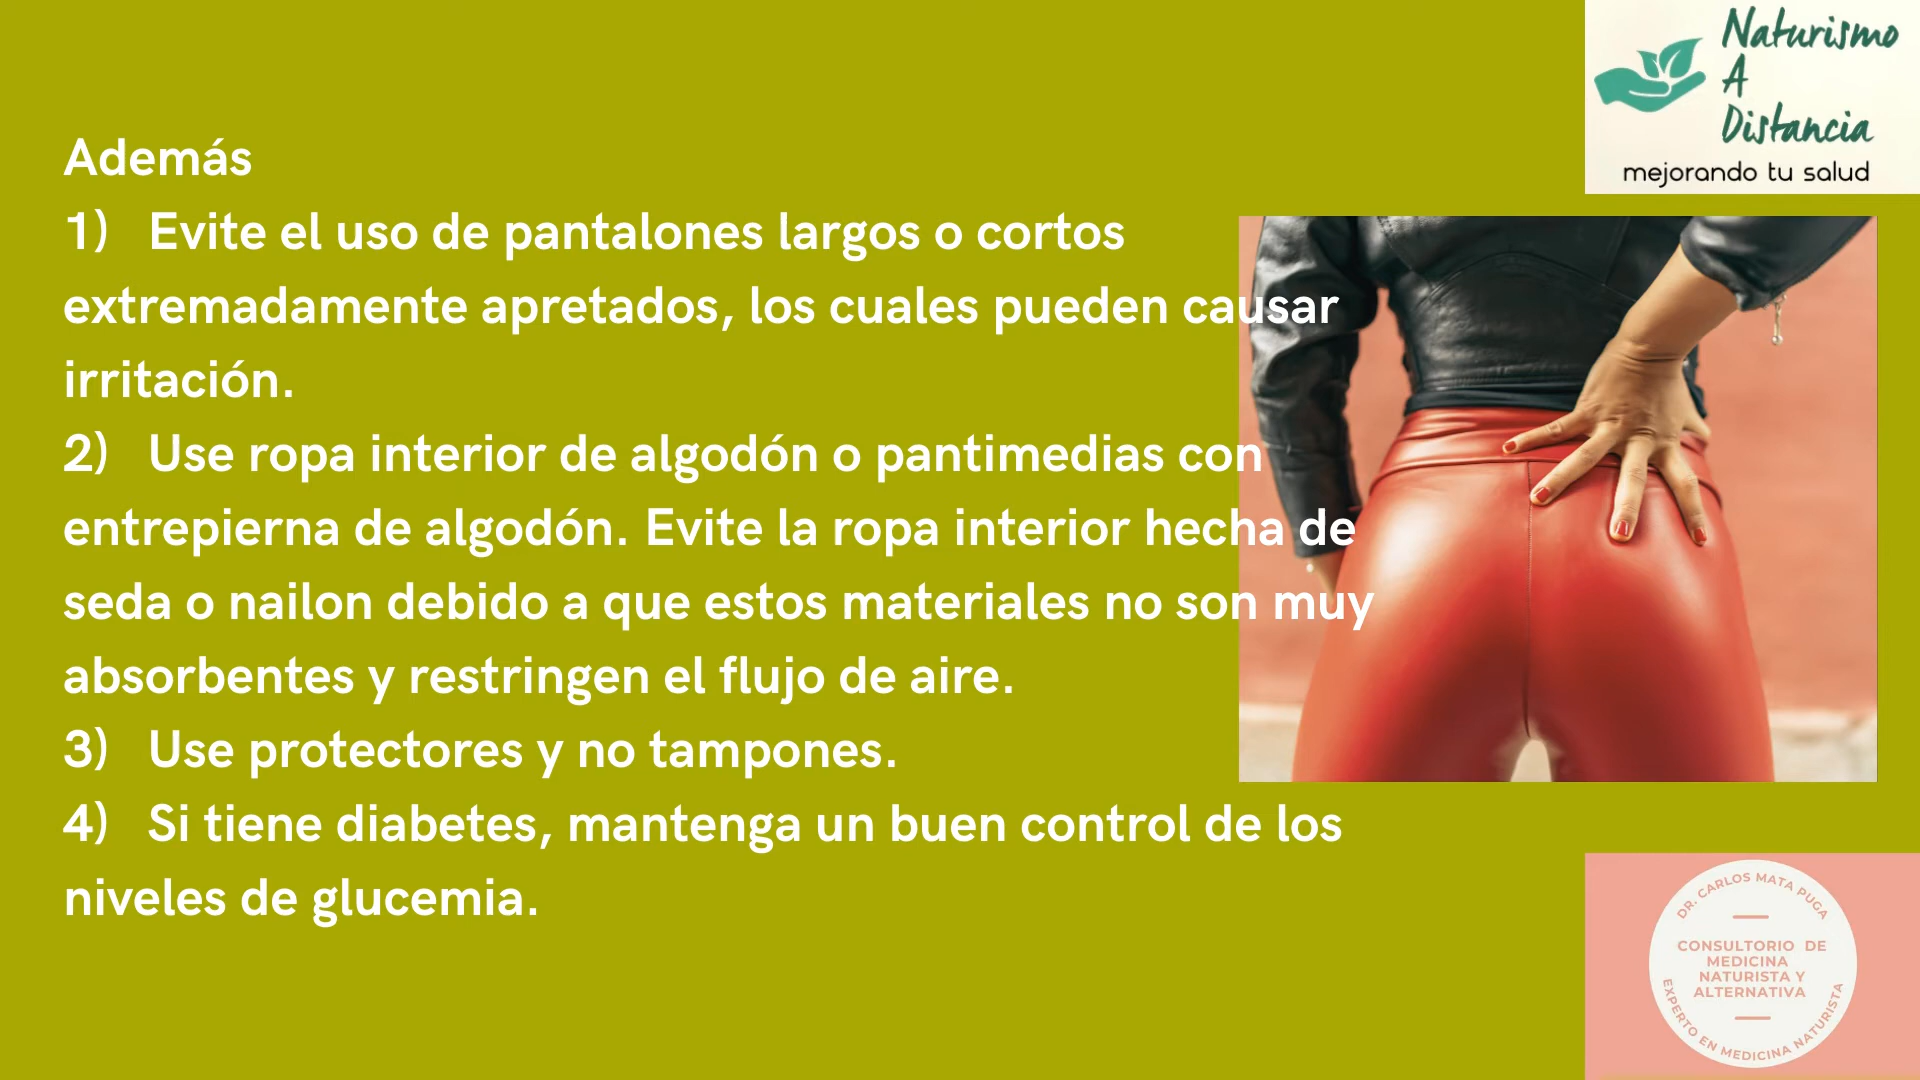 Naturismo
A
Distancia
mejorando tu salud
Además
1) Evite el uso de pantalones largos o cortos
extremadamente apretados, los cuales pueden causar
irritación.
2) Use ropa interior de algodón o pantimedias con
entrepierna de algodón. Evite la ropa interior hecha de
seda o nailon debido a que estos materiales no son muy
absorbentes y restringen el flujo de aire.
3) Use protectores y no tampones.
4) Si tiene diabetes, mantenga un buen control de los
niveles de glucemia.
DR. CARLOS MATA PUGA
CONSULTORIO DE
MEDICINA
NATURISTA Y
ALTERNATIVA
EXPERTO EN MEDICINA NATURISTA